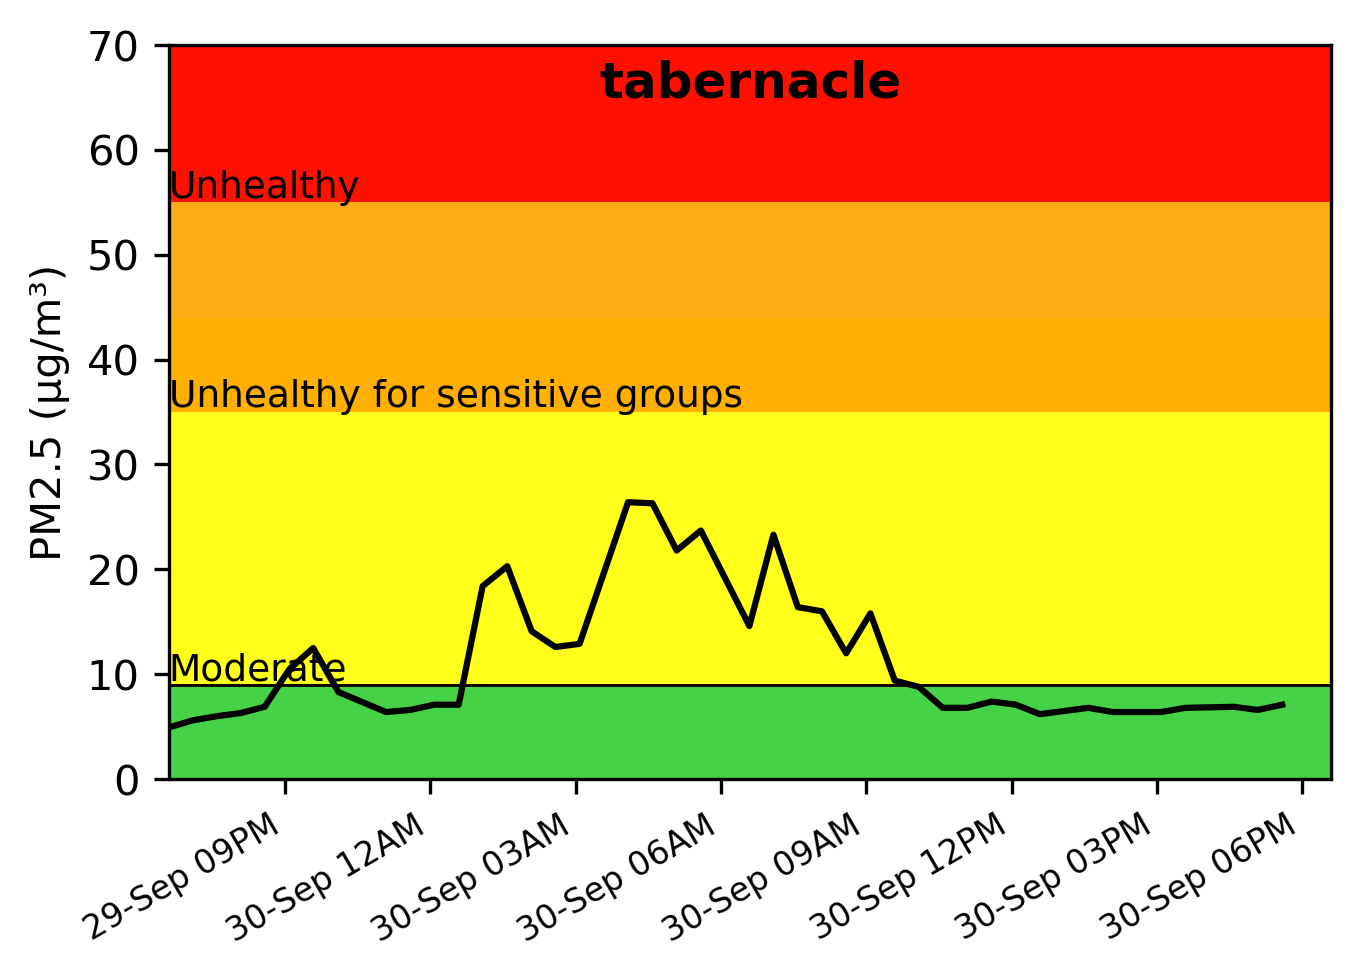 tabernacle
PM2.5 (µg/m³)
70
60
Unhealthy
50
40
Unhealthy for sensitive groups
30
20
Moderate
10
0
29-Sep 09PM
30-Sep 12AM
30-Sep 03AM
30-Sep 06AM
30-Sep 09AM
30-Sep 12PM
30-Sep 03PM
30-Sep 06PM